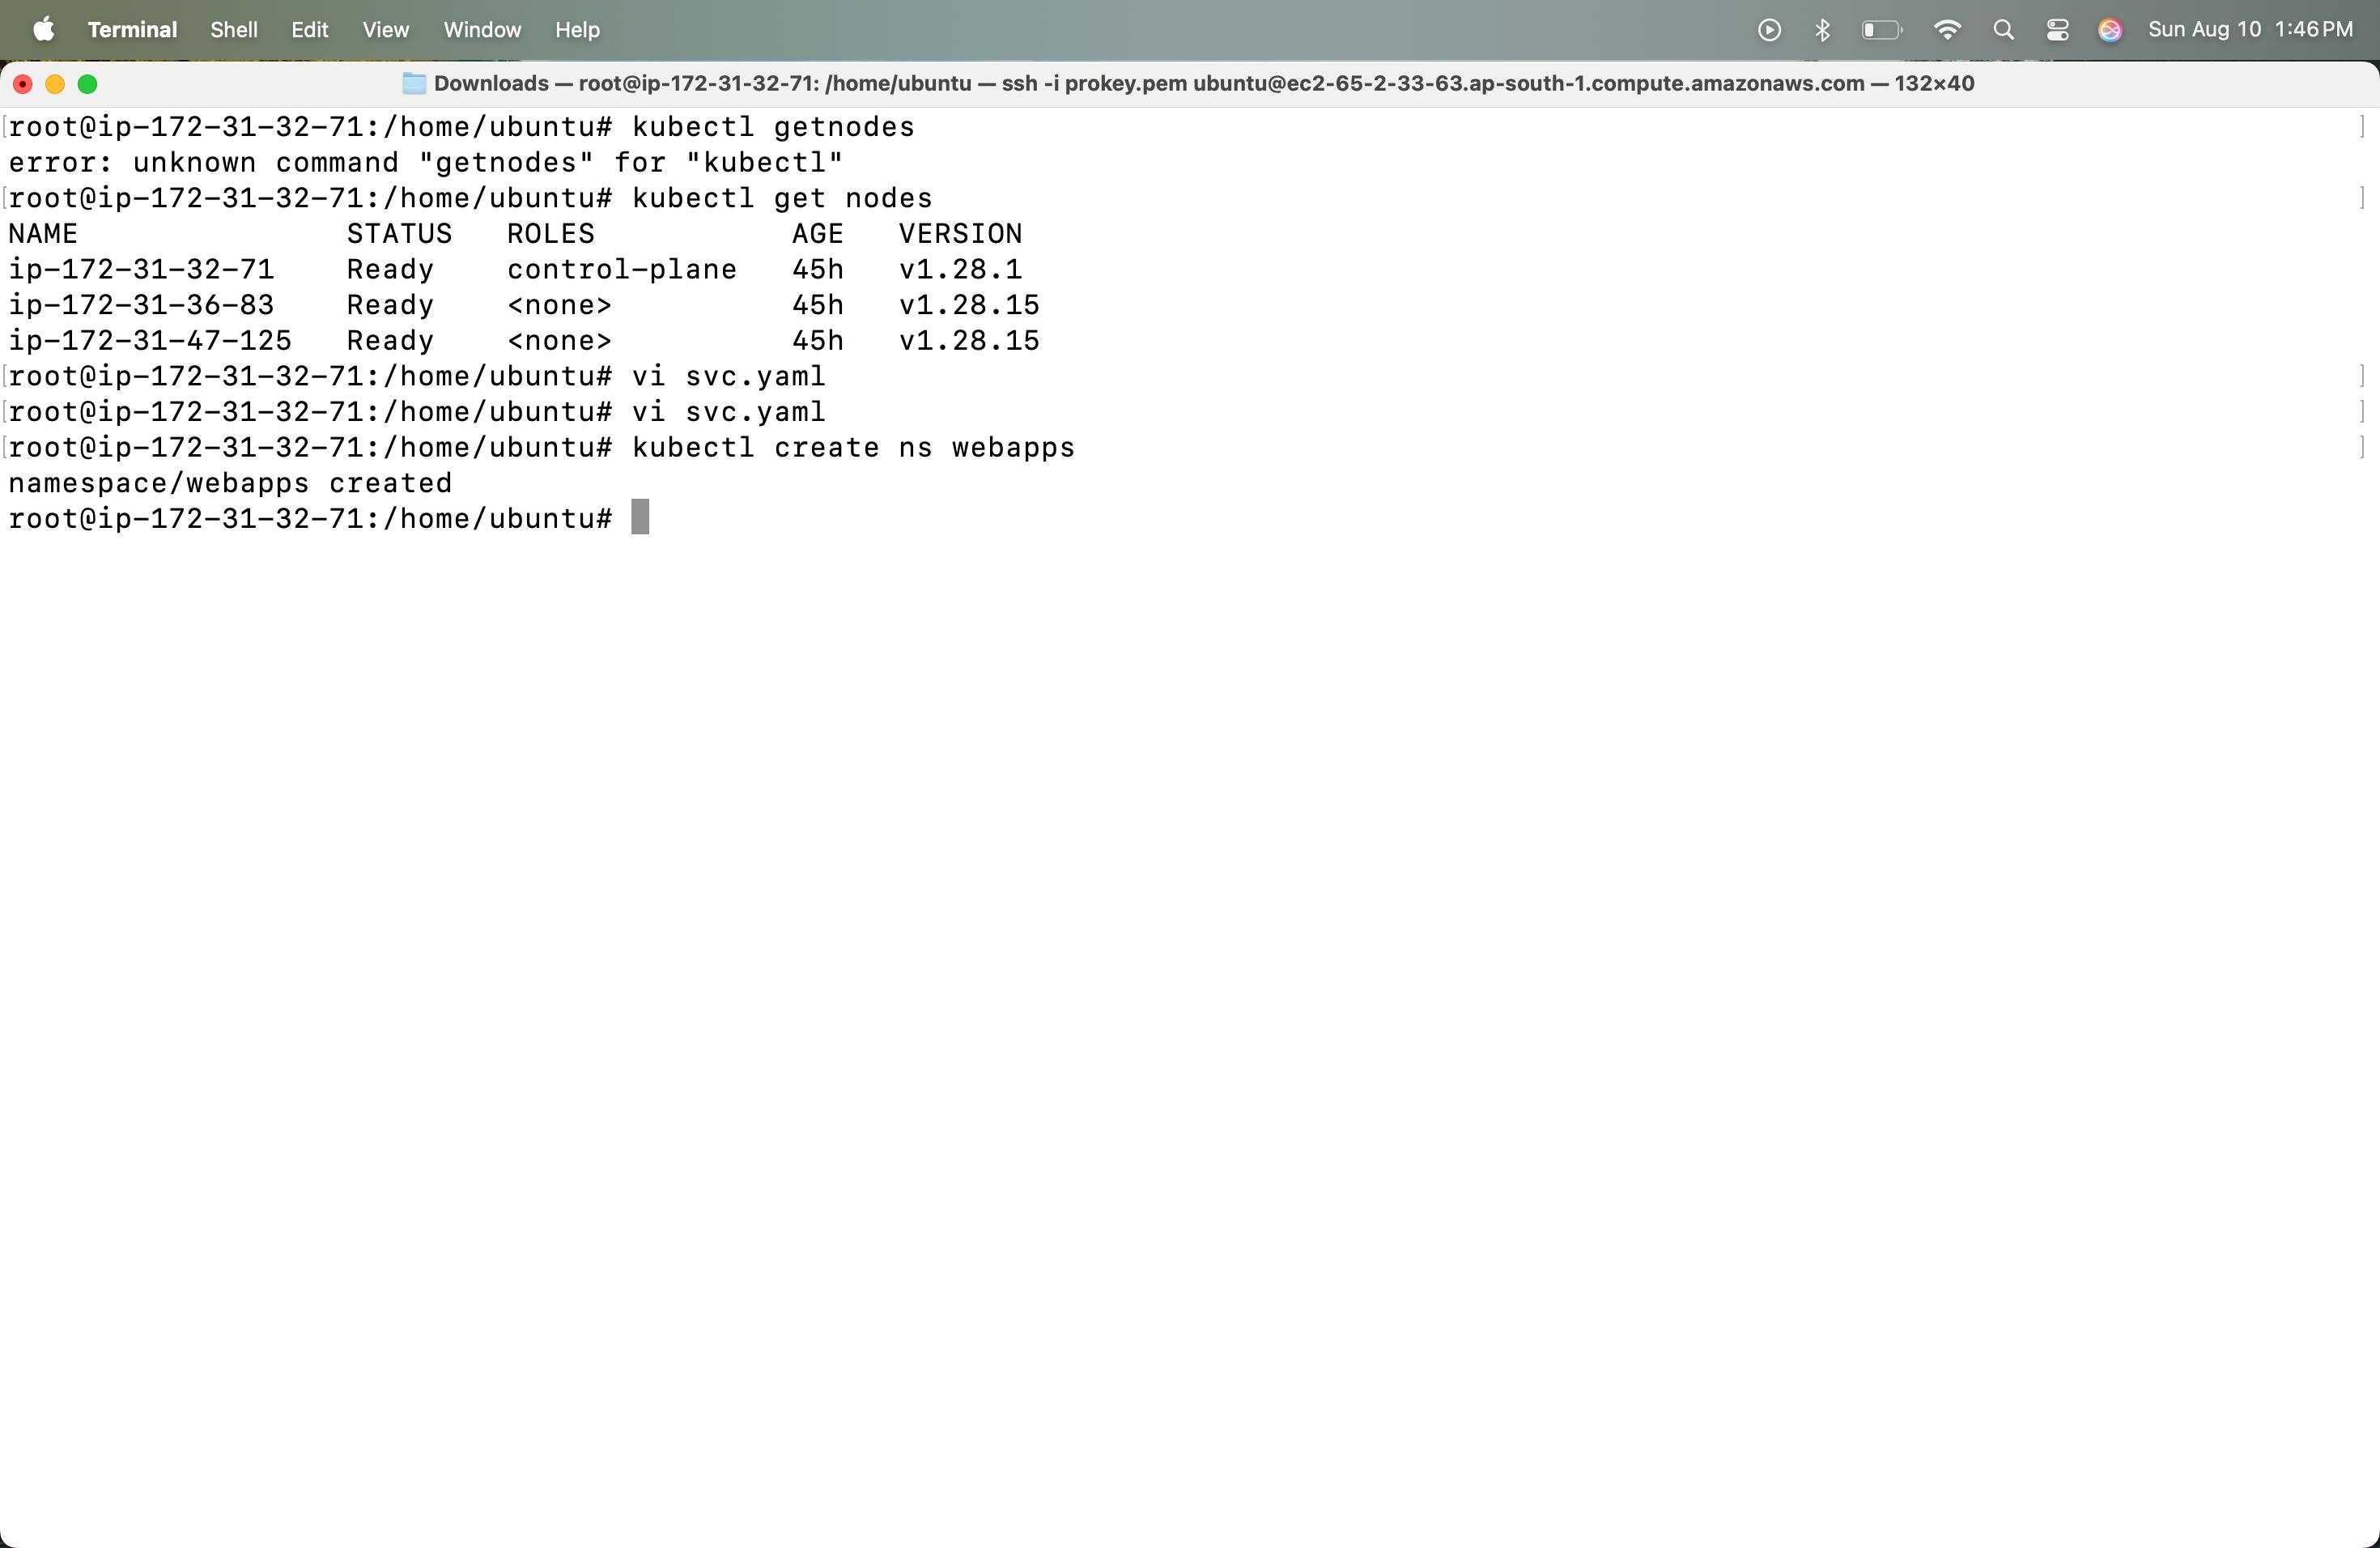 Terminal Shell Edit View Window Help Sun Aug 10 1:46 PM
Downloads — root@ip-172-31-32-71: /home/ubuntu — ssh -i prokey.pem ubuntu@ec2-65-2-33-63.ap-south-1.compute.amazonaws.com — 132×40
[root@ip-172-31-32-71:/home/ubuntu# kubectl getnodes ]
error: unknown command "getnodes" for "kubectl"
[root@ip-172-31-32-71:/home/ubuntu# kubectl get nodes ]
NAME STATUS ROLES AGE VERSION
ip-172-31-32-71 Ready control-plane 45h v1.28.1
ip-172-31-36-83 Ready <none> 45h v1.28.15
ip-172-31-47-125 Ready <none> 45h v1.28.15
[root@ip-172-31-32-71:/home/ubuntu# vi svc.yaml ]
[root@ip-172-31-32-71:/home/ubuntu# vi svc.yaml ]
[root@ip-172-31-32-71:/home/ubuntu# kubectl create ns webapps ]
namespace/webapps created
root@ip-172-31-32-71:/home/ubuntu#